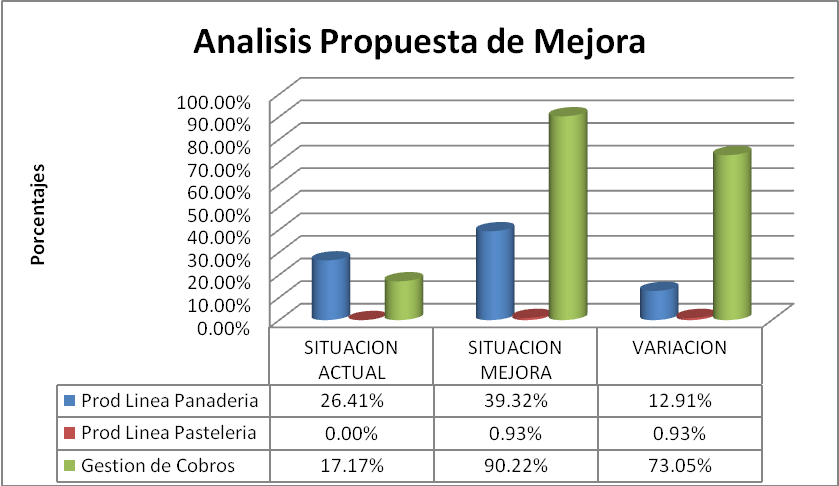 Analisis Propuesta de Mejora
Porcentajes
100.00%
90.00%
80.00%
70.00%
60.00%
50.00%
40.00%
30.00%
20.00%
10.00%
0.00%
SITUACION ACTUAL
SITUACION MEJORA
VARIACION
Prod Linea Panaderia 26.41% 39.32% 12.91%
Prod Linea Pasteleria 0.00% 0.93% 0.93%
Gestion de Cobros 17.17% 90.22% 73.05%